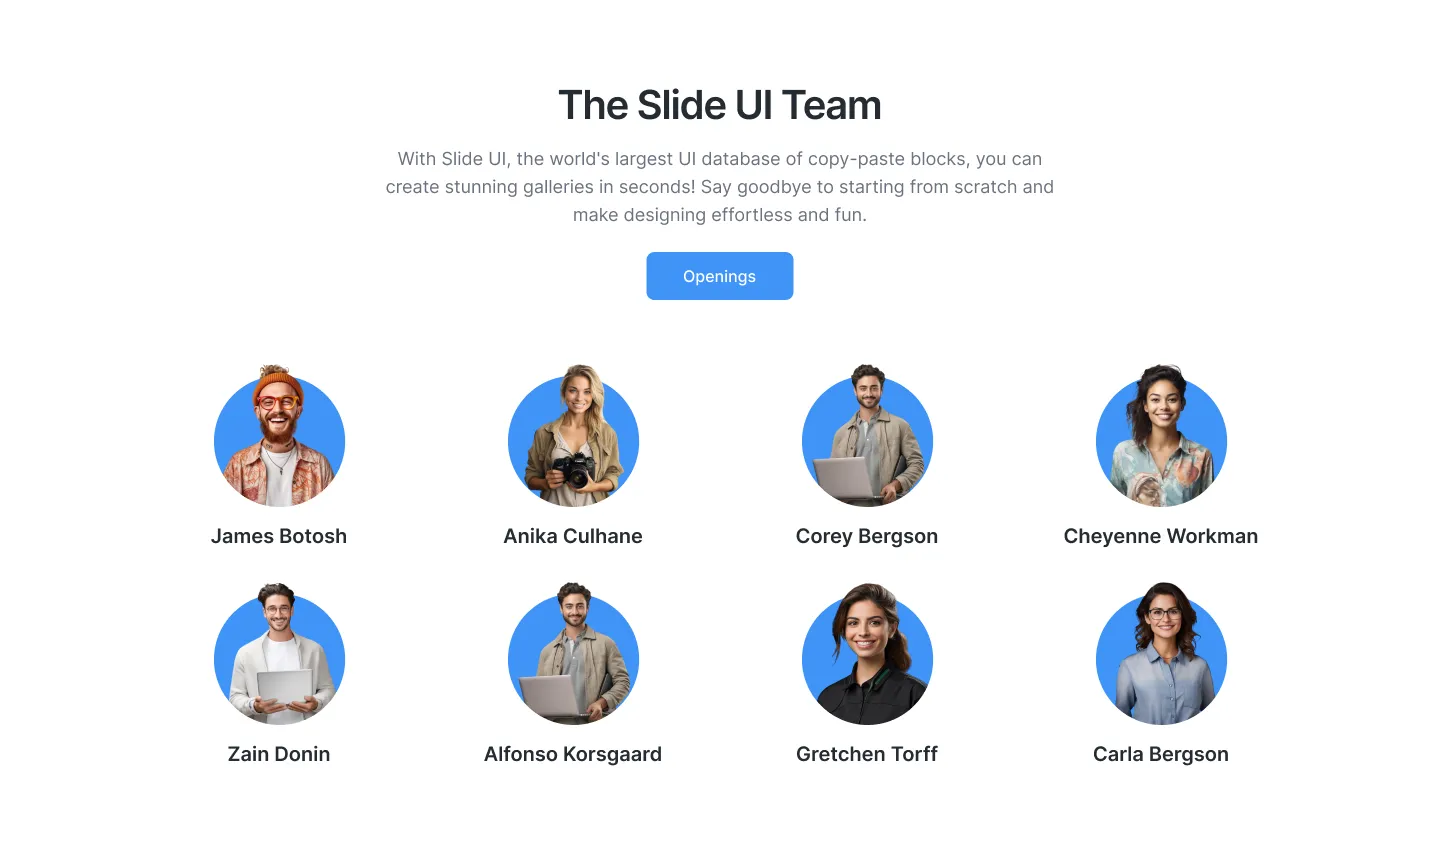 The Slide UI Team
With Slide UI, the world's largest UI database of copy-paste blocks, you can
create stunning galleries in seconds! Say goodbye to starting from scratch and
make designing effortless and fun.
Openings
James Botosh
Anika Culhane
Corey Bergson
Cheyenne Workman
Zain Donin
Alfonso Korsgaard
Gretchen Torff
Carla Bergson